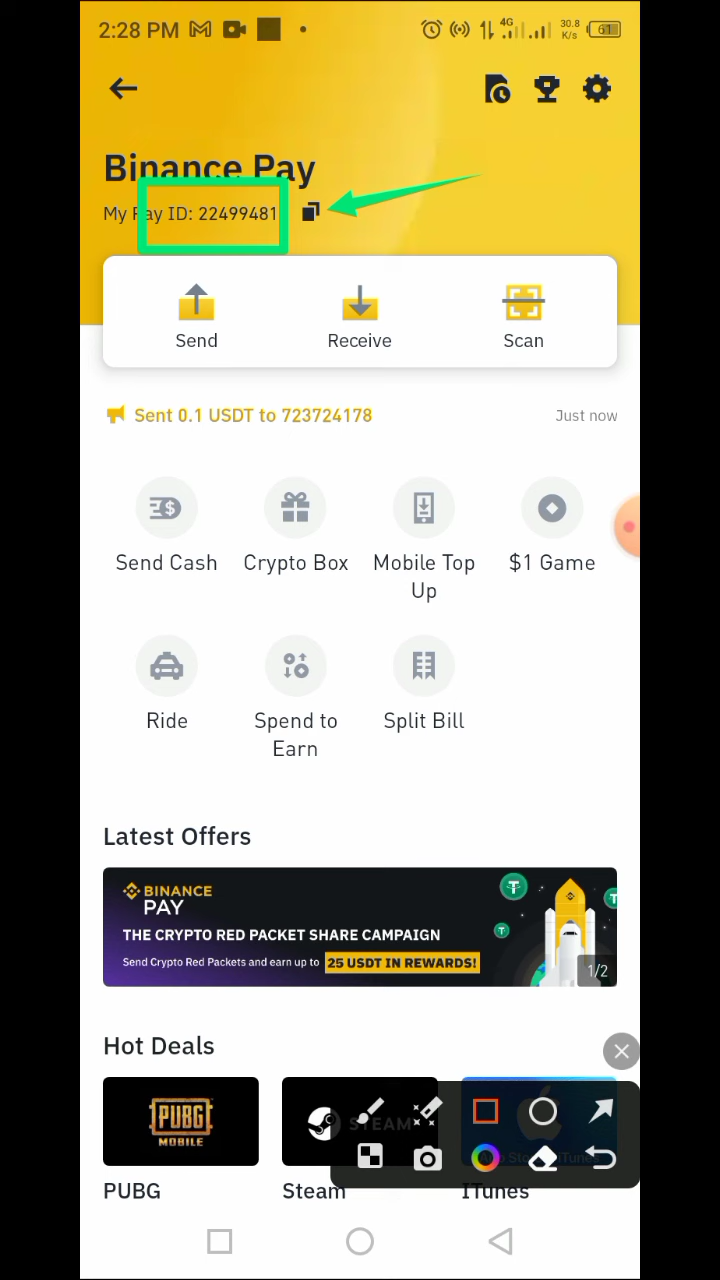 2:28 PM 4G 30.8 K/s 61
Binance Pay
My Pay ID: 22499481
Send Receive Scan
Sent 0.1 USDT to 723724178 Just now
Send Cash Crypto Box Mobile Top Up $1 Game
Ride Spend to Earn Split Bill
Latest Offers
BINANCE
PAY
THE CRYPTO RED PACKET SHARE CAMPAIGN
Send Crypto Red Packets and earn up to 25 USDT IN REWARDS!
1/2
Hot Deals
PUBG
MOBILE
STEAM
PUBG Steam ITunes